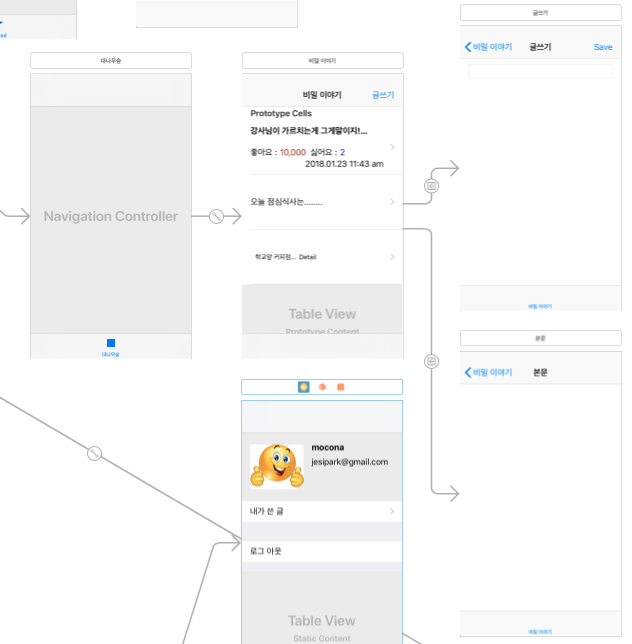 대나무숲
Navigation Controller
대나무숲
비밀 이야기
비밀 이야기
글쓰기
Prototype Cells
강사님이 가르치는게 그게말이지!...
좋아요 : 10,000 싫어요 : 2
2018.01.23 11:43 am
오늘 점심식사는.........
학교앞 커피점... Detail
Table View
Prototype Content
글쓰기
비밀 이야기
글쓰기
Save
비밀 이야기
본문
비밀 이야기
본문
비밀 이야기
mocona
jesipark@gmail.com
내가 쓴 글
로그 아웃
Table View
Static Content